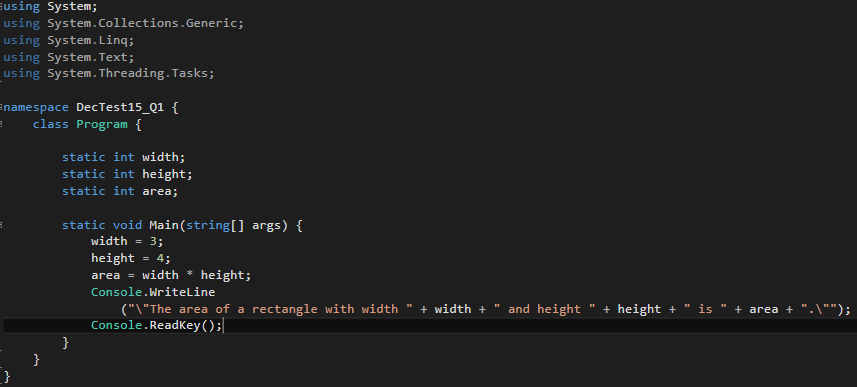 using System;
using System.Collections.Generic;
using System.Linq;
using System.Text;
using System.Threading.Tasks;

namespace DecTest15_Q1 {
    class Program {

        static int width;
        static int height;
        static int area;

        static void Main(string[] args) {
            width = 3;
            height = 4;
            area = width * height;
            Console.WriteLine
                ("\"The area of a rectangle with width " + width + " and height " + height + " is " + area + ".\"");
            Console.ReadKey();
        }
    }
}